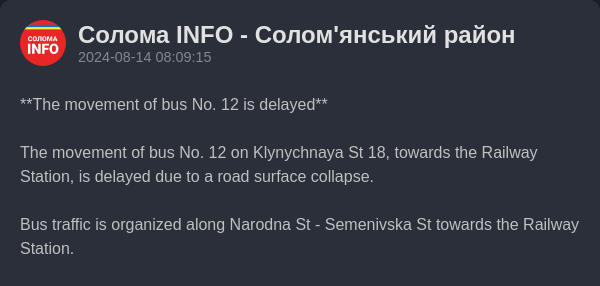 СОЛОМА
INFO
Солома INFO - Солом'янський район
2024-08-14 08:09:15
**The movement of bus No. 12 is delayed**
The movement of bus No. 12 on Klynychnaya St 18, towards the Railway
Station, is delayed due to a road surface collapse.
Bus traffic is organized along Narodna St - Semenivska St towards the Railway
Station.